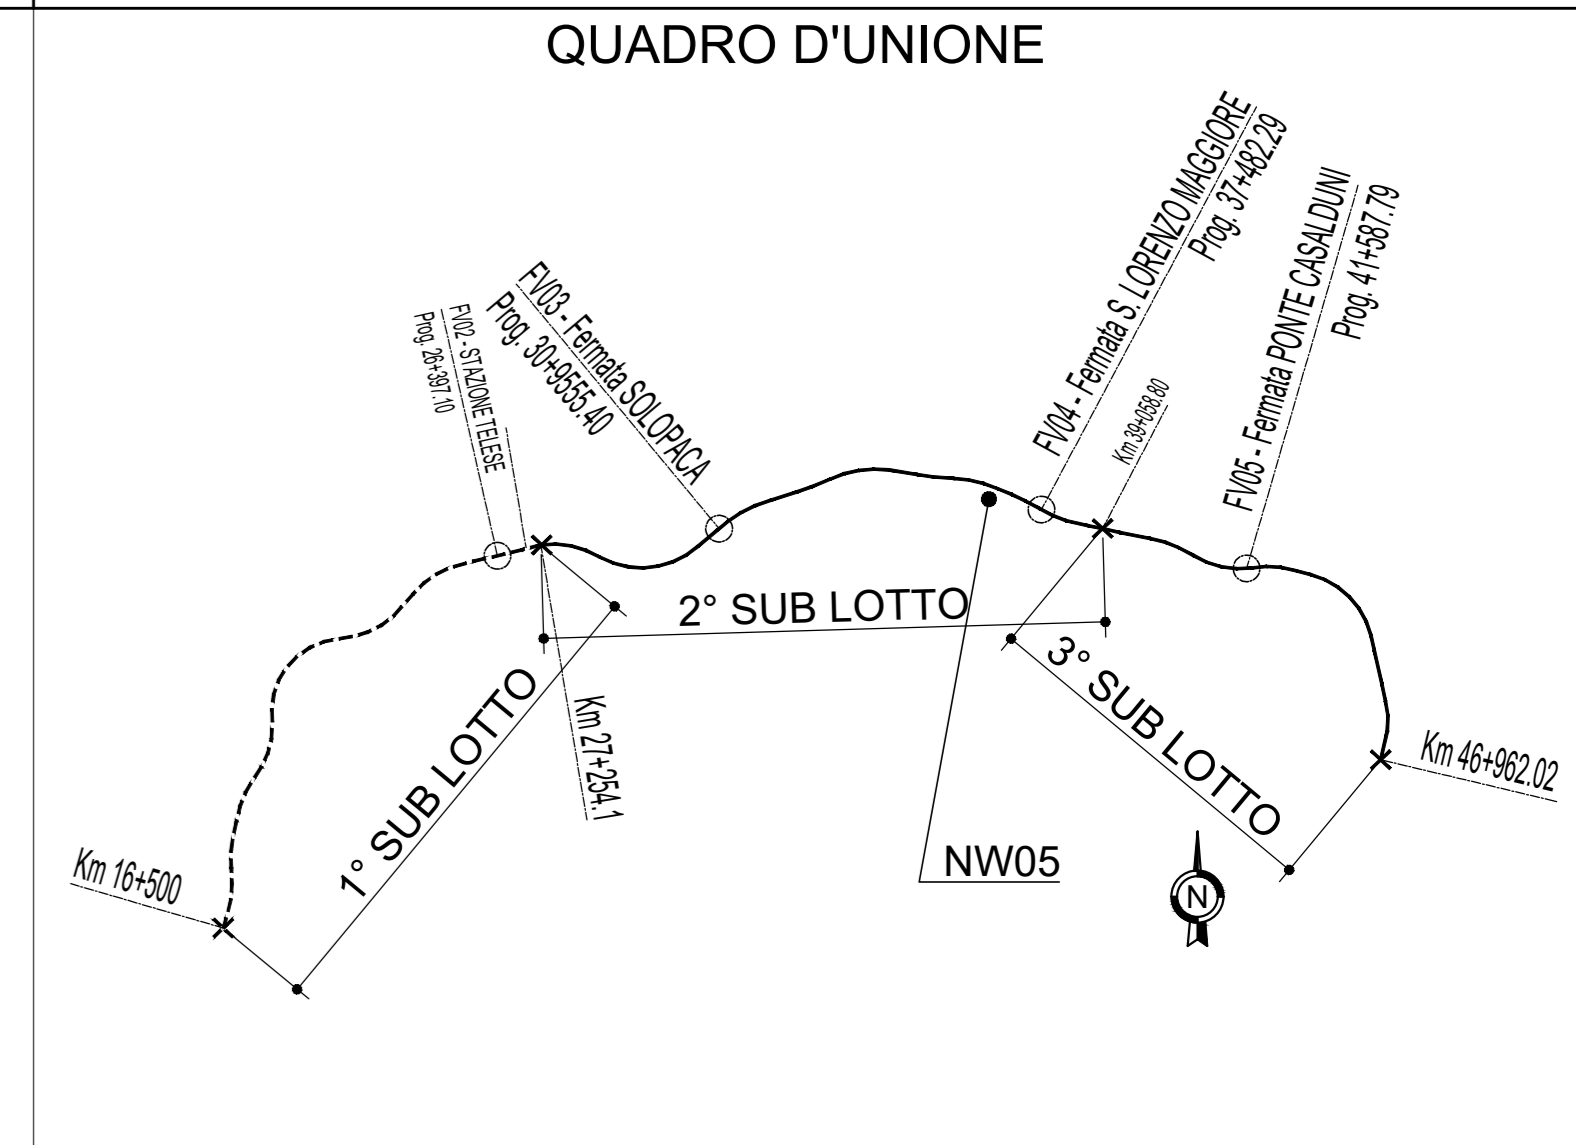 QUADRO D'UNIONE
FV02 - STAZIONE TELESE
Prog. 26+397.10
FV03 - Fermata SOLOPACA
Prog. 30+9555.40
FV04 - Fermata S. LORENZO MAGGIORE
Prog. 37+482.29
Km 39+058.80
FV05 - Fermata PONTE CASALDUNI
Prog. 41+587.79
2° SUB LOTTO
1° SUB LOTTO
Km 27+254.1
3° SUB LOTTO
Km 46+962.02
Km 16+500
NW05
N